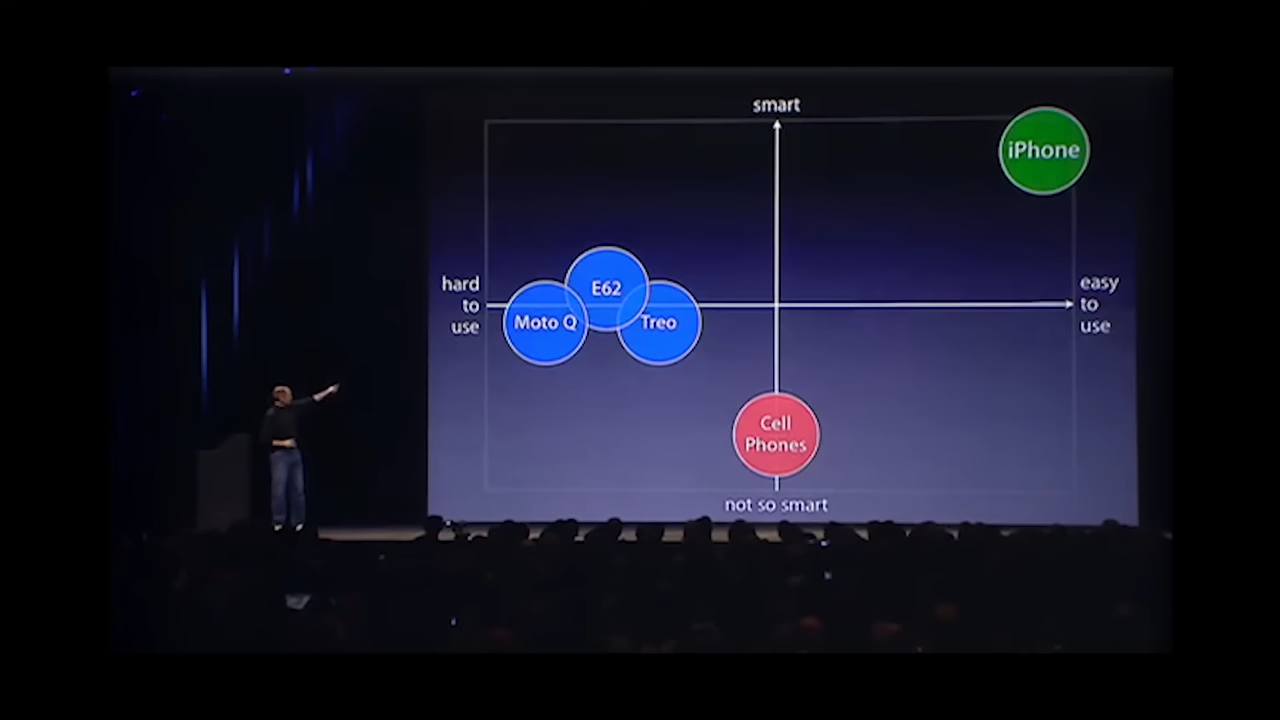 smart
iPhone
hard
to
use
E62
Moto Q
Treo
easy
to
use
Cell
Phones
not so smart